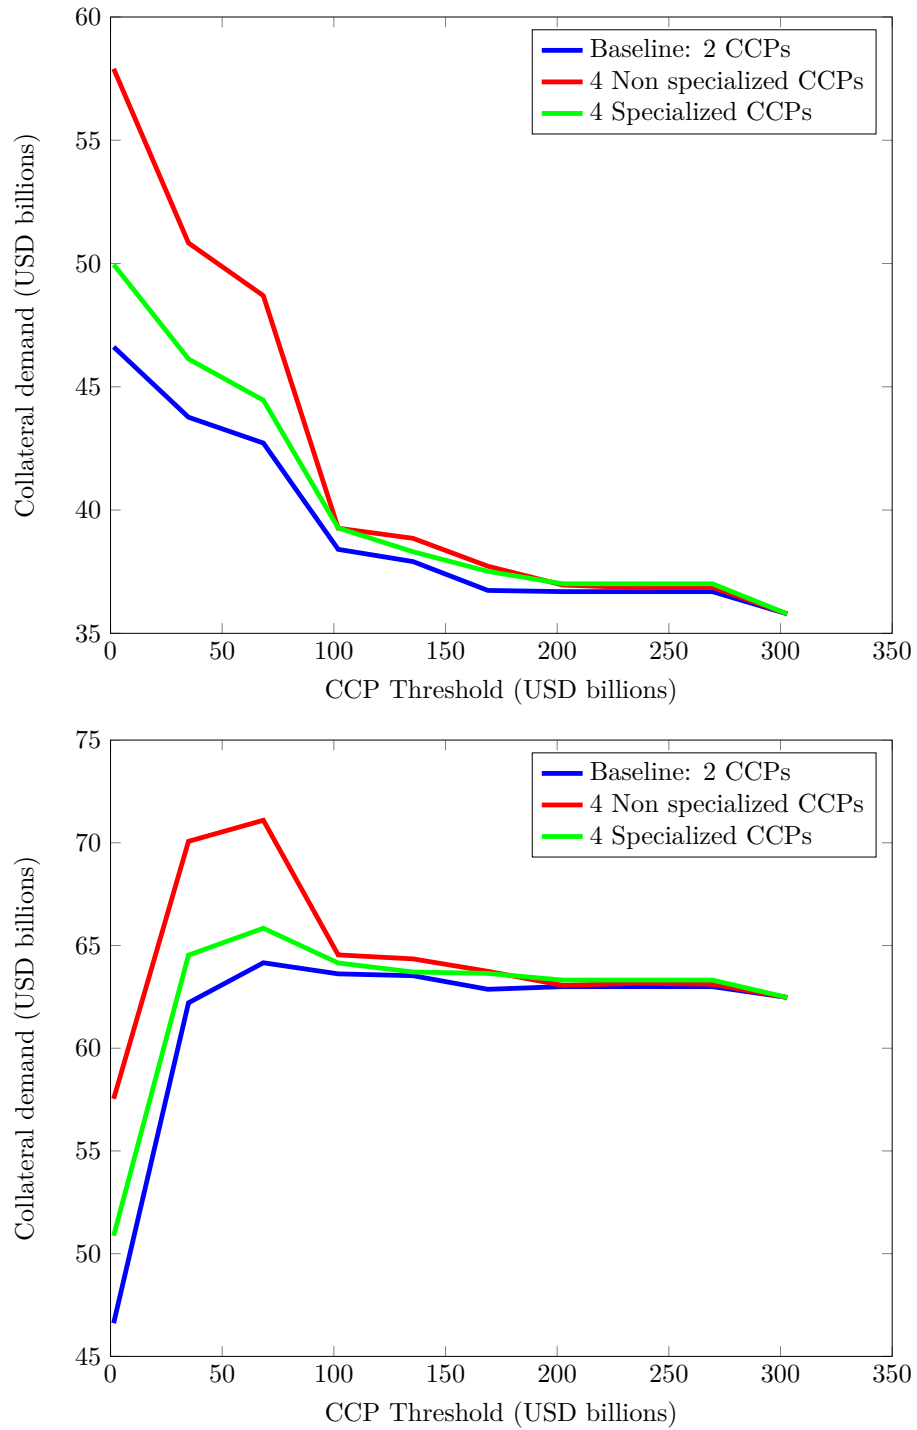 60
55
50
45
40
35
Collateral demand (USD billions)
Baseline: 2 CCPs
4 Non specialized CCPs
4 Specialized CCPs
0 50 100 150 200 250 300 350
CCP Threshold (USD billions)
75
70
65
60
55
50
45
Collateral demand (USD billions)
Baseline: 2 CCPs
4 Non specialized CCPs
4 Specialized CCPs
0 50 100 150 200 250 300 350
CCP Threshold (USD billions)